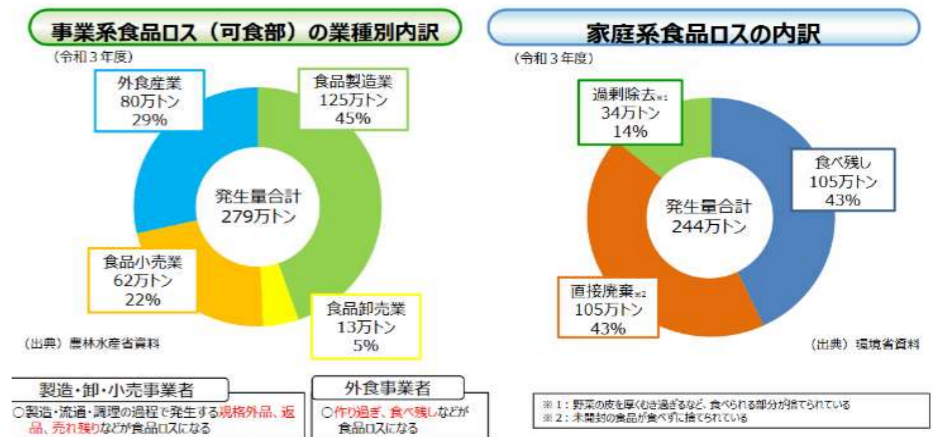 事業系食品ロス（可食部）の業種別内訳
（令和３年度）
外食産業
80万トン
29%
食品製造業
125万トン
45%
発生量合計
279万トン
食品小売業
62万トン
22%
食品卸売業
13万トン
5%
（出典）農林水産省資料
家庭系食品ロスの内訳
（令和３年度）
過剰除去※1
34万トン
14%
食べ残し
105万トン
43%
発生量合計
244万トン
直接廃棄※2
105万トン
43%
（出典）環境省資料
製造・卸・小売事業者
○製造・流通・調理の過程で発生する規格外品、返
品、売れ残りなどが食品ロスになる
外食事業者
○作り過ぎ、食べ残しなどが
食品ロスになる
※１：野菜の皮を厚くむき過ぎるなど、食べられる部分が捨てられている
※２：未開封の食品が食べずに捨てられている